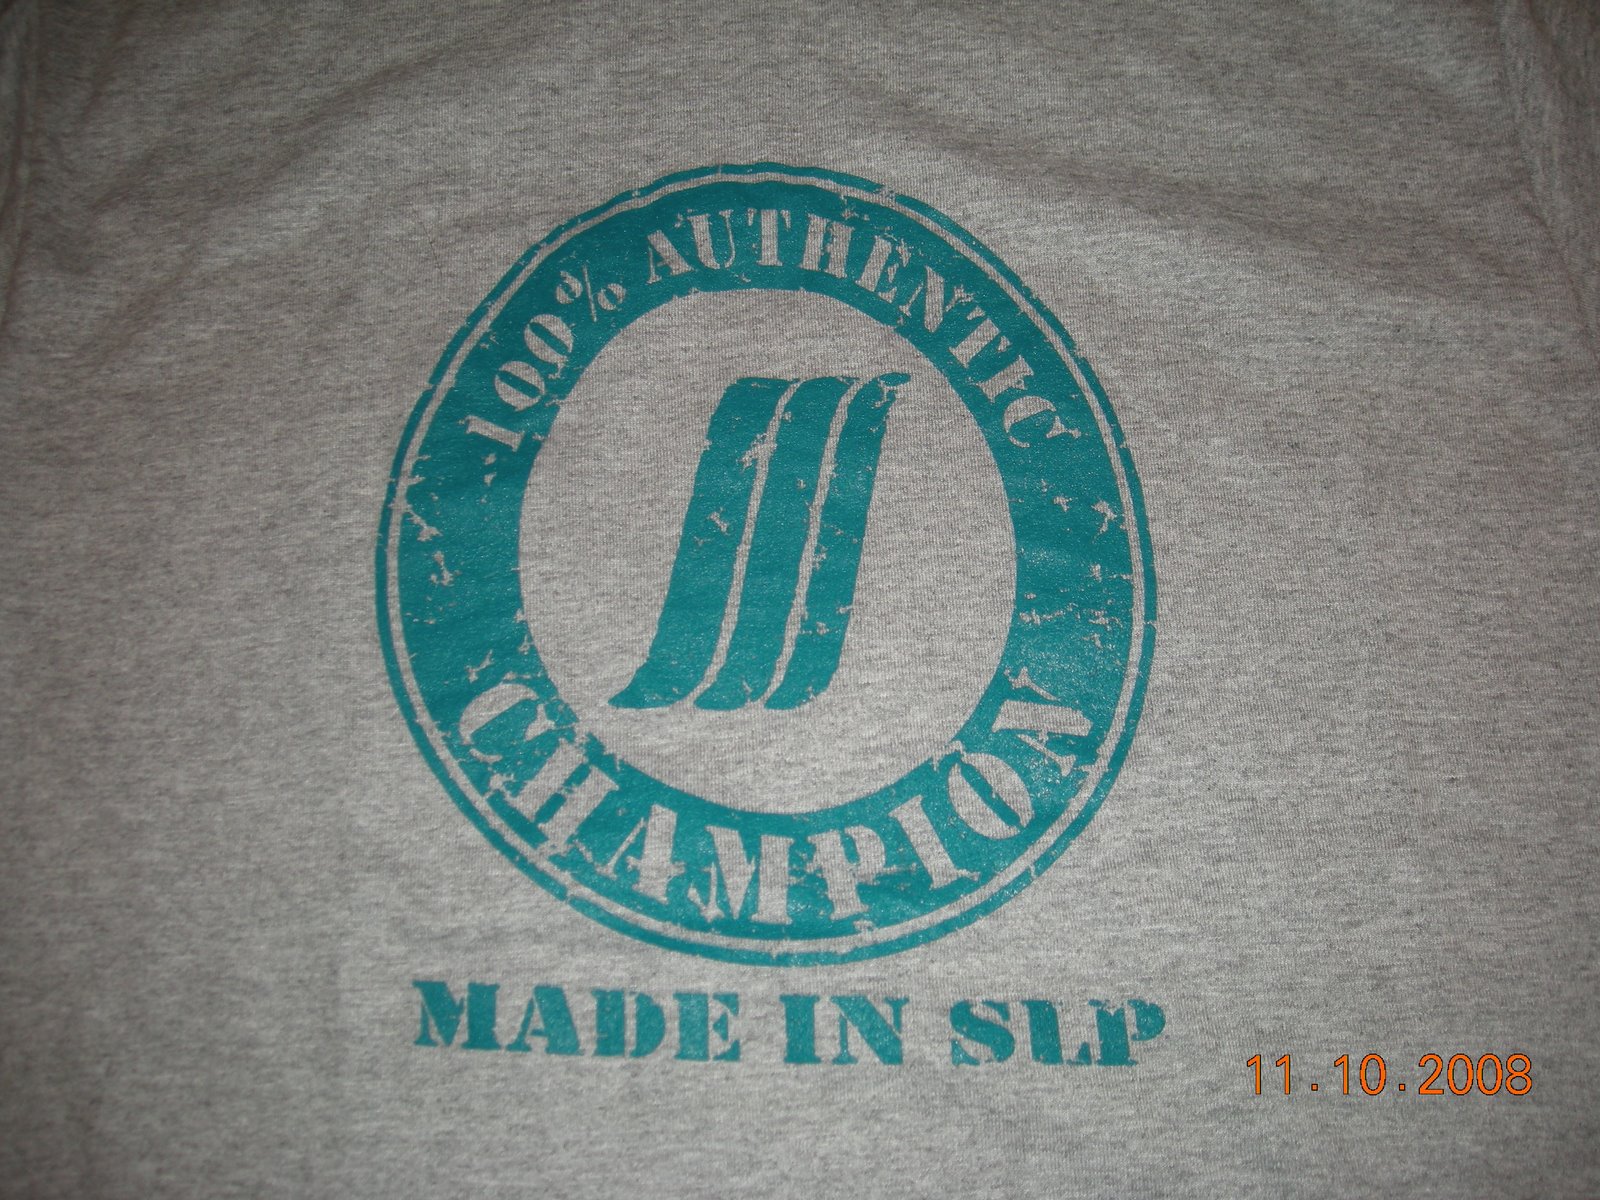 100% AUTHENTIC
CHAMPION
MADE IN SLP
11.10.2008